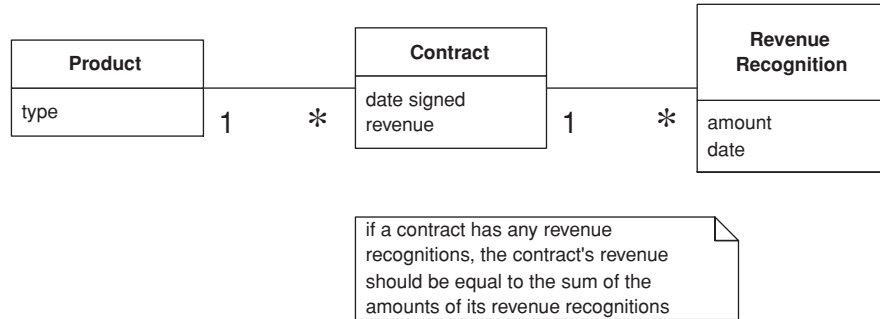 Product
type
1
*
Contract
date signed
revenue
1
*
Revenue
Recognition
amount
date
if a contract has any revenue
recognitions, the contract's revenue
should be equal to the sum of the
amounts of its revenue recognitions